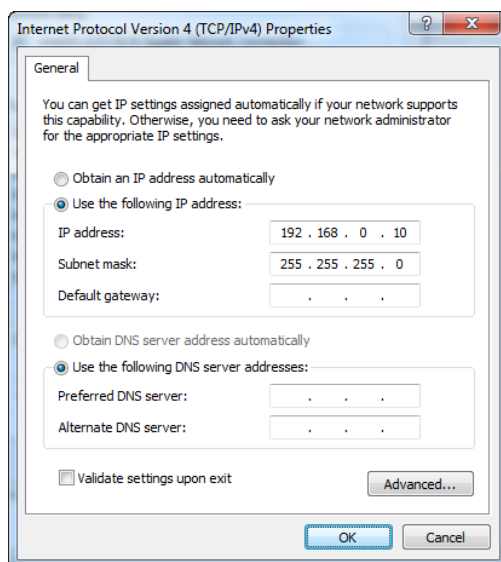 Internet Protocol Version 4 (TCP/IPv4) Properties
General
You can get IP settings assigned automatically if your network supports
this capability. Otherwise, you need to ask your network administrator
for the appropriate IP settings.
Obtain an IP address automatically
Use the following IP address:
IP address: 192 . 168 . 0 . 10
Subnet mask: 255 . 255 . 255 . 0
Default gateway: . . .
Obtain DNS server address automatically
Use the following DNS server addresses:
Preferred DNS server: . . .
Alternate DNS server: . . .
Validate settings upon exit
Advanced...
OK Cancel